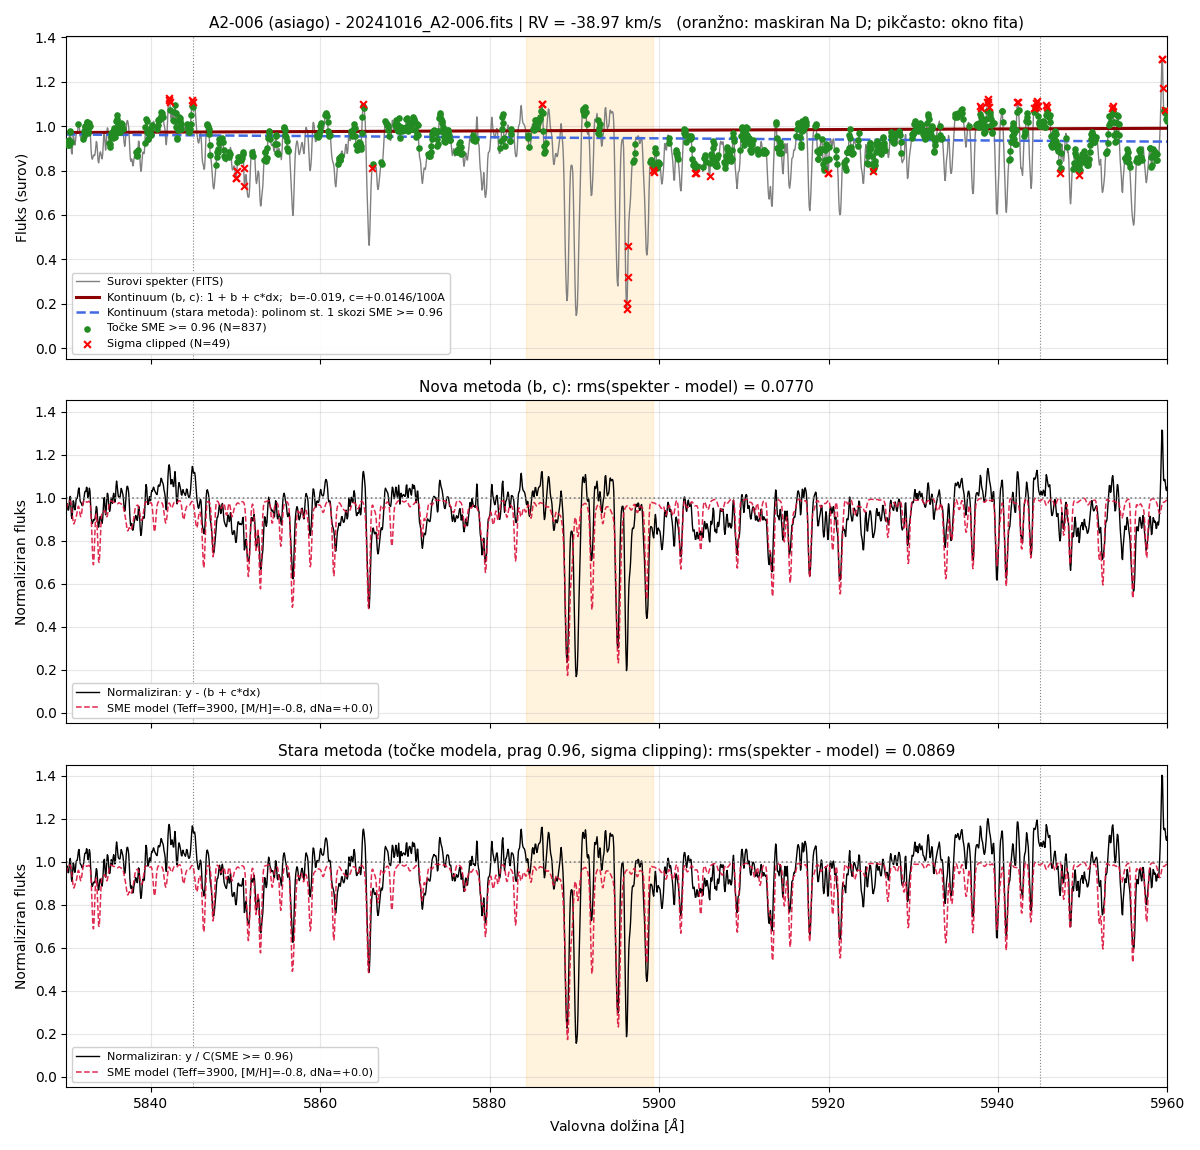 A2-006 (asiago) - 20241016_A2-006.fits | RV = -38.97 km/s   (oranžno: maskiran Na D; pikčasto: okno fita)
1.4
1.2
1.0
0.8
0.6
0.4
0.2
0.0
Fluks (surov)
Surovi spekter (FITS)
Kontinuum (b, c): 1 + b + c*dx;  b=-0.019, c=+0.0146/100A
Kontinuum (stara metoda): polinom st. 1 skozi SME >= 0.96
Točke SME >= 0.96 (N=837)
Sigma clipped (N=49)
Nova metoda (b, c): rms(spekter - model) = 0.0770
1.4
1.2
1.0
0.8
0.6
0.4
0.2
0.0
Normaliziran fluks
Normaliziran: y - (b + c*dx)
SME model (Teff=3900, [M/H]=-0.8, dNa=+0.0)
Stara metoda (točke modela, prag 0.96, sigma clipping): rms(spekter - model) = 0.0869
1.4
1.2
1.0
0.8
0.6
0.4
0.2
0.0
Normaliziran fluks
Normaliziran: y / C(SME >= 0.96)
SME model (Teff=3900, [M/H]=-0.8, dNa=+0.0)
5840 5860 5880 5900 5920 5940 5960
Valovna dolžina [Å]